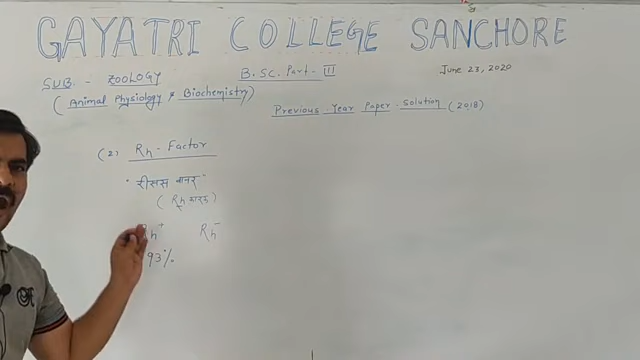 GAYATRI COLLEGE SANCHORE
SUB. - ZOOLOGY B.SC. Part - III June 23, 2020
( Animal Physiology & Biochemistry)
Previous - Year Paper - Solution (2018)
(2) Rh - Factor
" रीसस वानर "
( Rh कारक )
Rh+ Rh-
93%